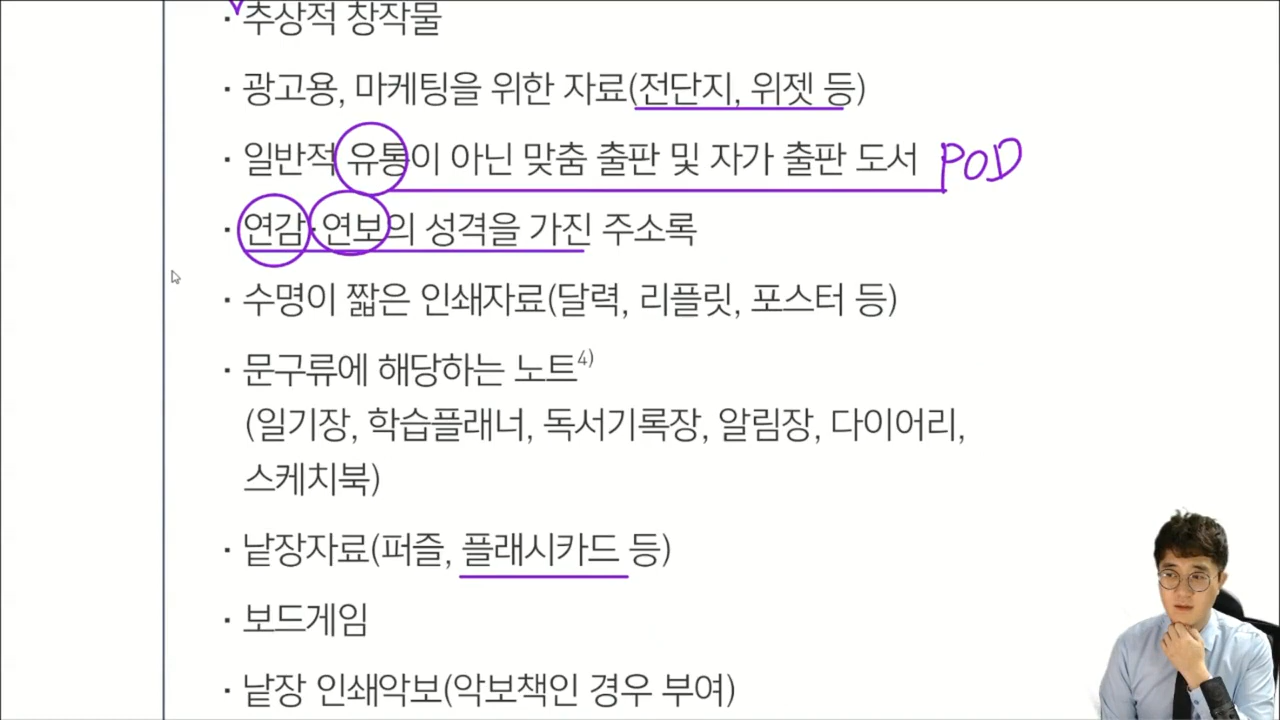 · 추상적 창작물
· 광고용, 마케팅을 위한 자료(전단지, 위젯 등)
· 일반적 유통이 아닌 맞춤 출판 및 자가 출판 도서 POD
· 연감·연보의 성격을 가진 주소록
· 수명이 짧은 인쇄자료(달력, 리플릿, 포스터 등)
· 문구류에 해당하는 노트4)
(일기장, 학습플래너, 독서기록장, 알림장, 다이어리,
스케치북)
· 낱장자료(퍼즐, 플래시카드 등)
· 보드게임
· 낱장 인쇄악보(악보책인 경우 부여)